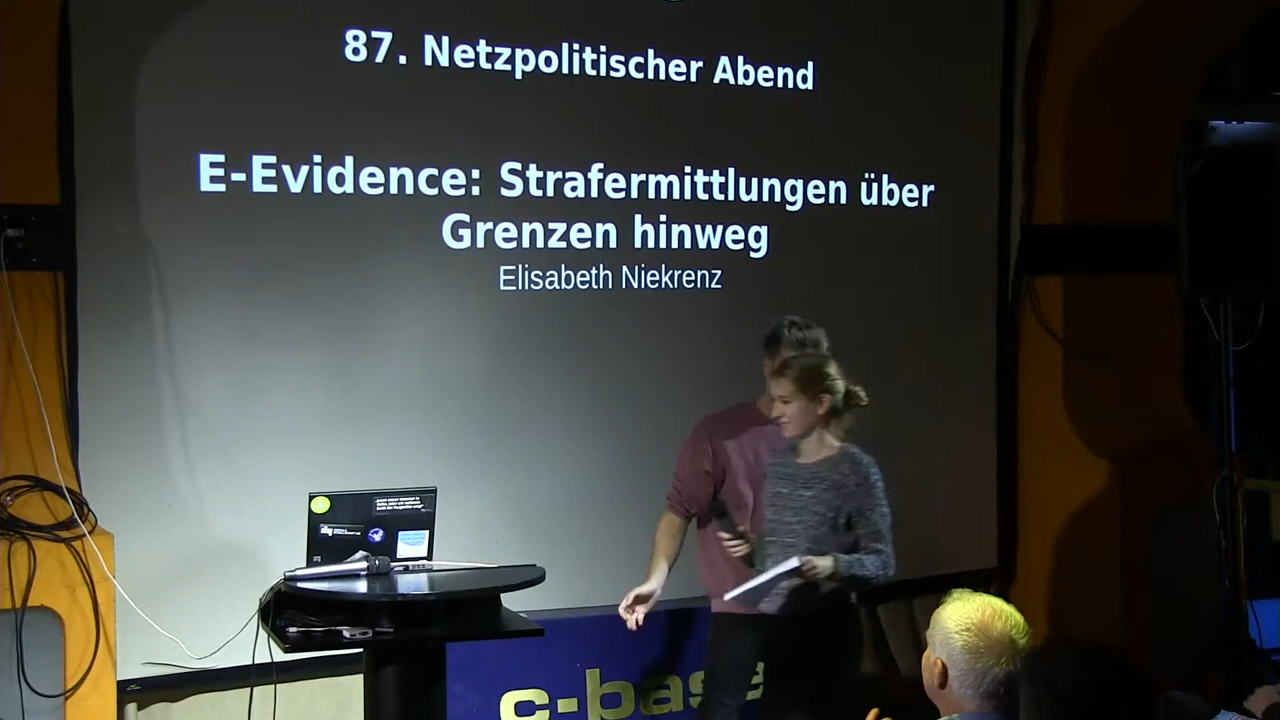 87. Netzpolitischer Abend
E-Evidence: Strafermittlungen über
Grenzen hinweg
Elisabeth Niekrenz
c-base